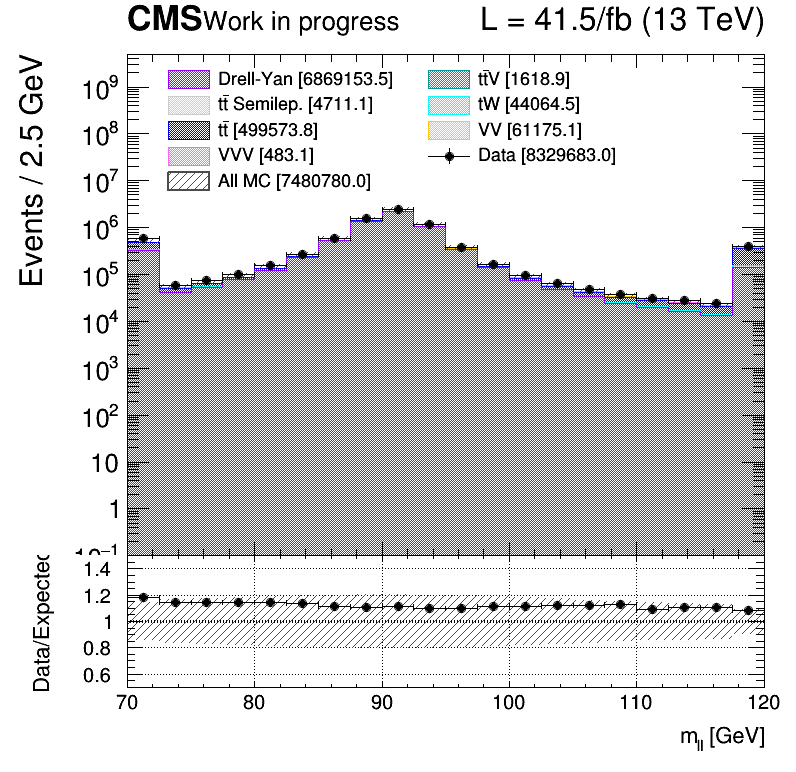 CMS Work in progress L = 41.5/fb (13 TeV)
Events / 2.5 GeV
Drell-Yan [6869153.5]
tt̄ Semilep. [4711.1]
tt̄ [499573.8]
VVV [483.1]
All MC [7480780.0]
tt̄V [1618.9]
tW [44064.5]
VV [61175.1]
Data [8329683.0]
10⁹
10⁸
10⁷
10⁶
10⁵
10⁴
10³
10²
10
1
10⁻¹
Data/Expected
1.4
1.2
1
0.8
0.6
70 80 90 100 110 120
m_ll [GeV]